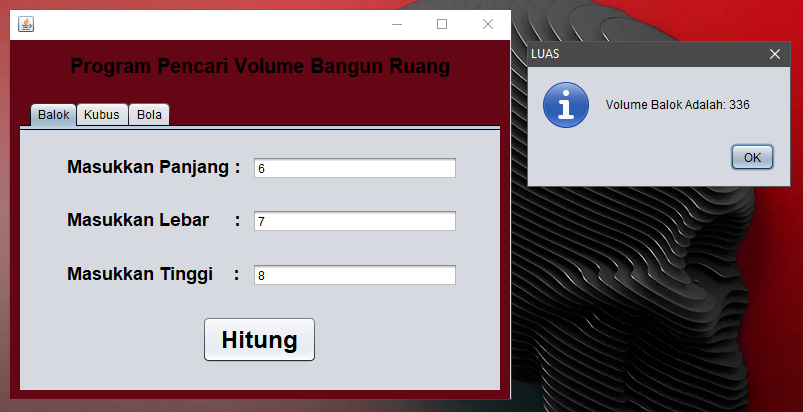 Program Pencari Volume Bangun Ruang
Balok Kubus Bola
Masukkan Panjang : 6
Masukkan Lebar : 7
Masukkan Tinggi : 8
Hitung
LUAS
Volume Balok Adalah: 336
OK